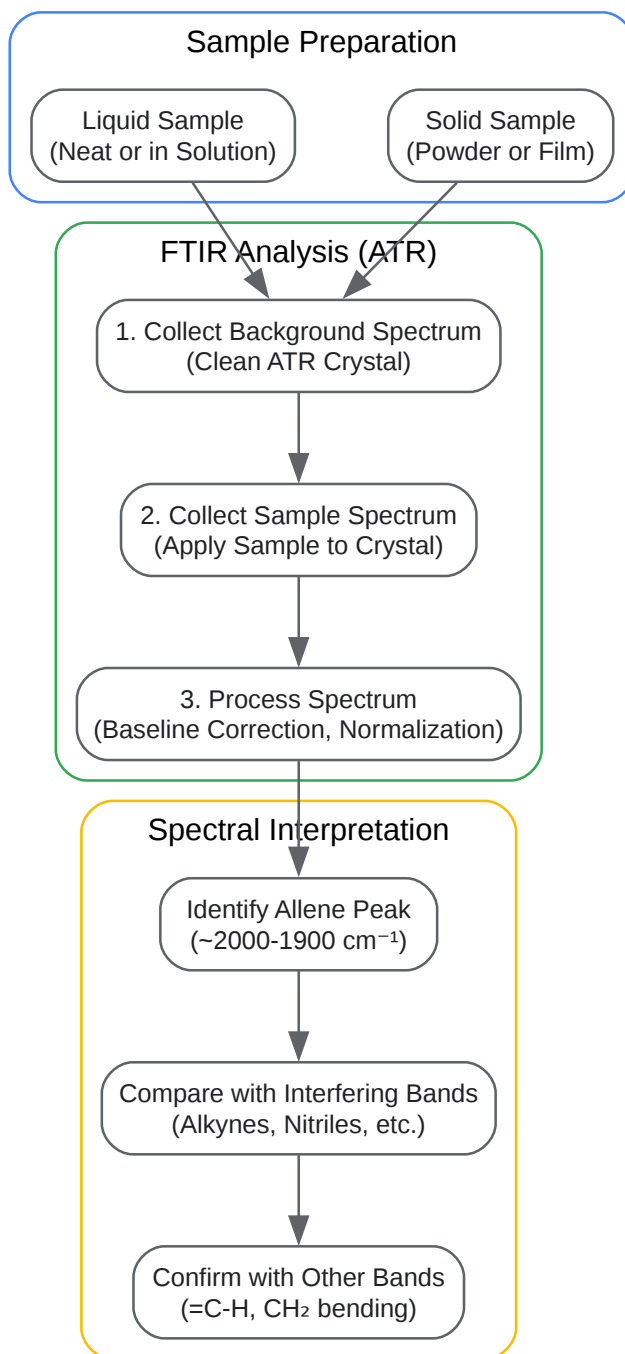 Sample Preparation
Liquid Sample
(Neat or in Solution)
Solid Sample
(Powder or Film)
FTIR Analysis (ATR)
1. Collect Background Spectrum
(Clean ATR Crystal)
2. Collect Sample Spectrum
(Apply Sample to Crystal)
3. Process Spectrum
(Baseline Correction, Normalization)
Spectral Interpretation
Identify Allene Peak
(~2000-1900 cm⁻¹)
Compare with Interfering Bands
(Alkynes, Nitriles, etc.)
Confirm with Other Bands
(=C-H, CH₂ bending)